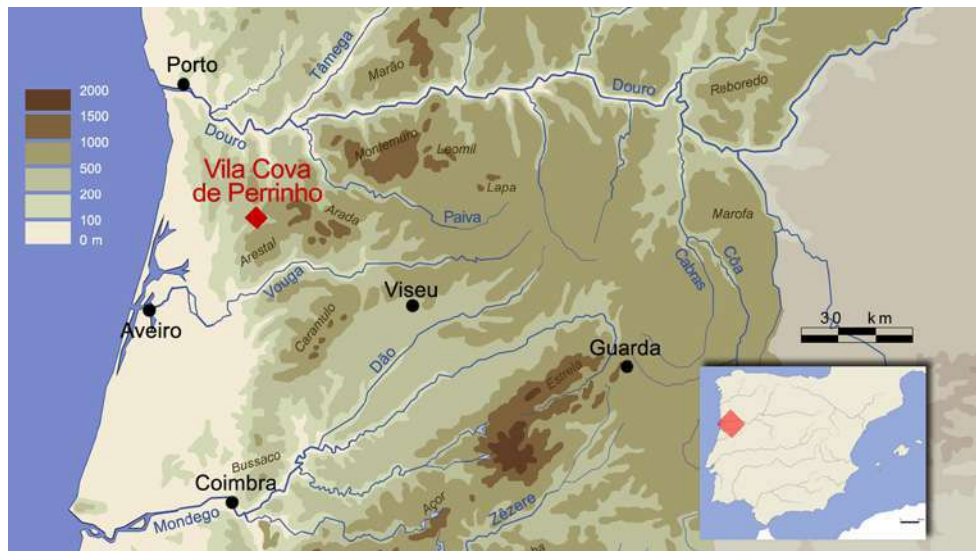 Porto
Tâmega
Marão
Douro
Reboredo
2000
1500
1000
500
200
100
0 m
Douro
Montemuro
Leomil
Vila Cova
de Perrinho
Lapa
Arada
Paiva
Marofa
Arestal
Vouga
Cabras
Côa
Viseu
Aveiro
Caramulo
30 km
Dão
Guarda
Estrela
Bussaco
Coimbra
Açor
Zêzere
Mondego